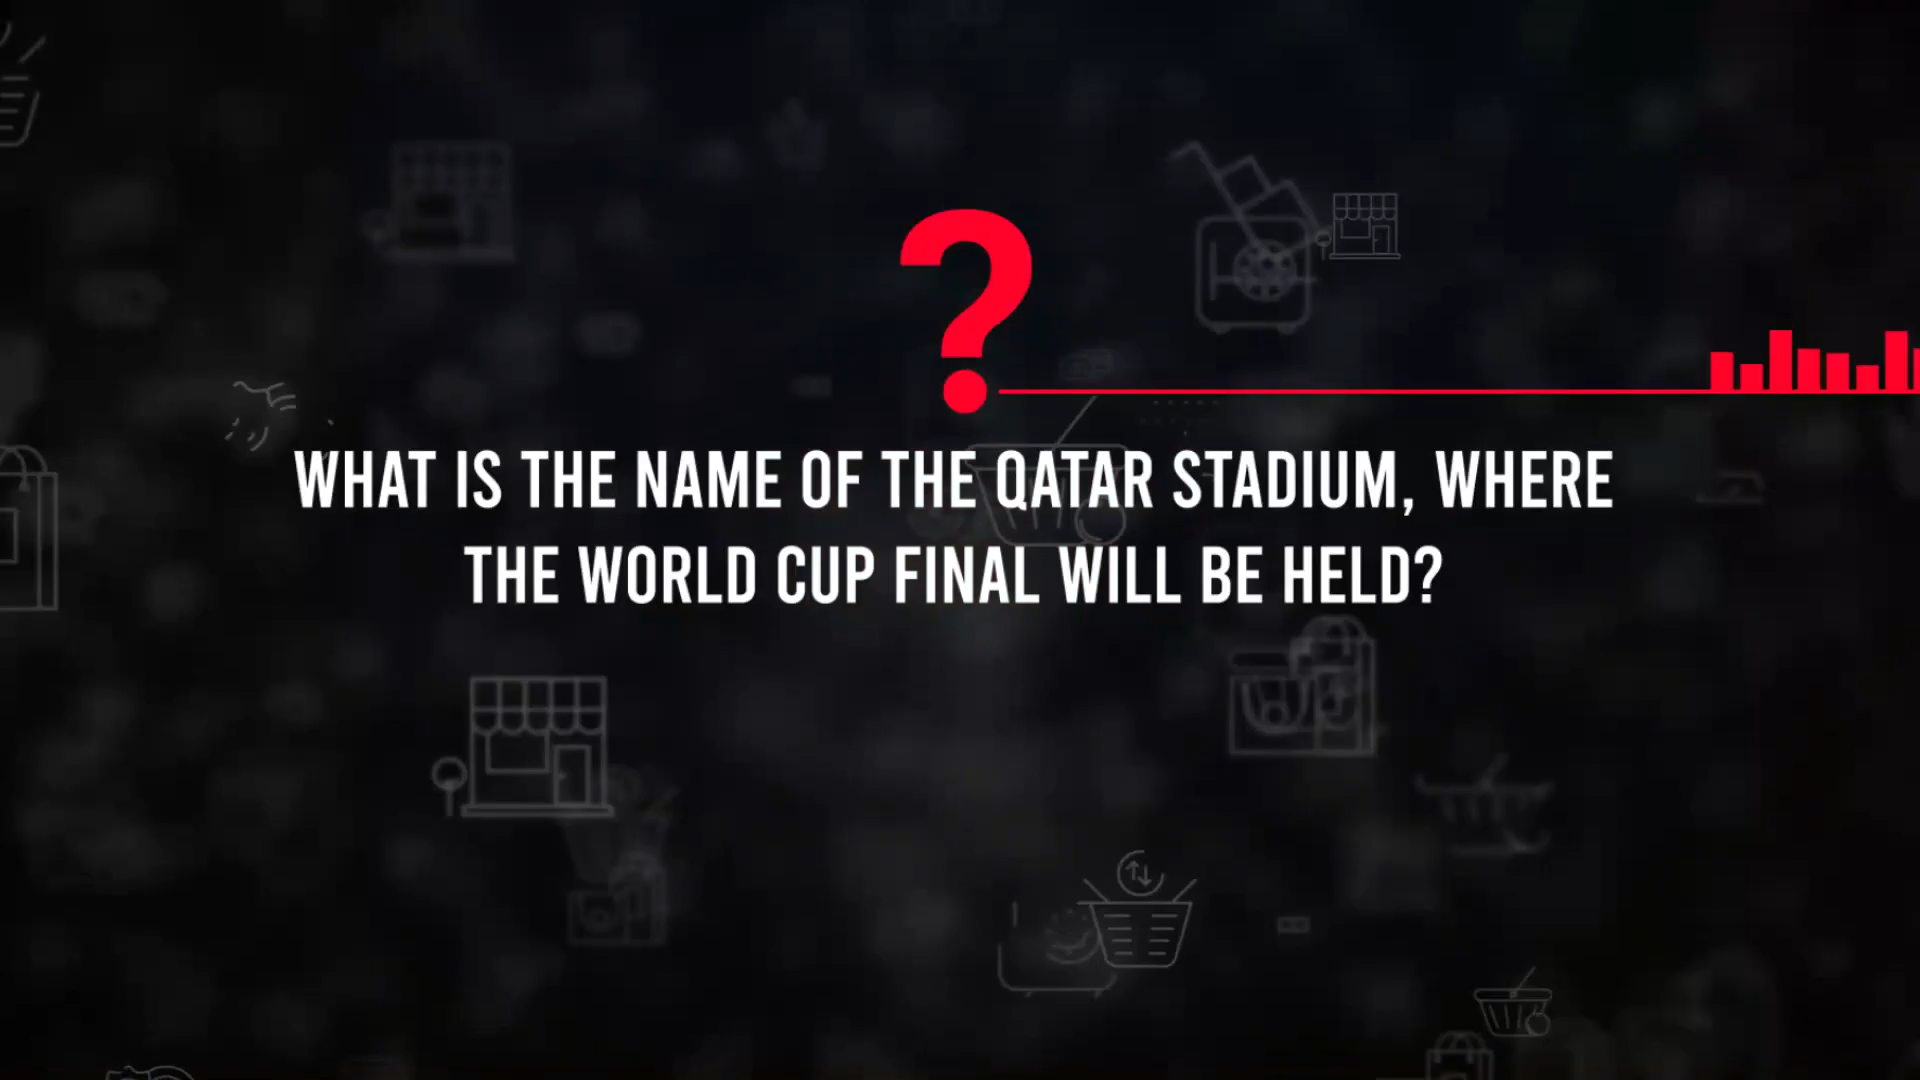 ?
WHAT IS THE NAME OF THE QATAR STADIUM, WHERE
THE WORLD CUP FINAL WILL BE HELD?